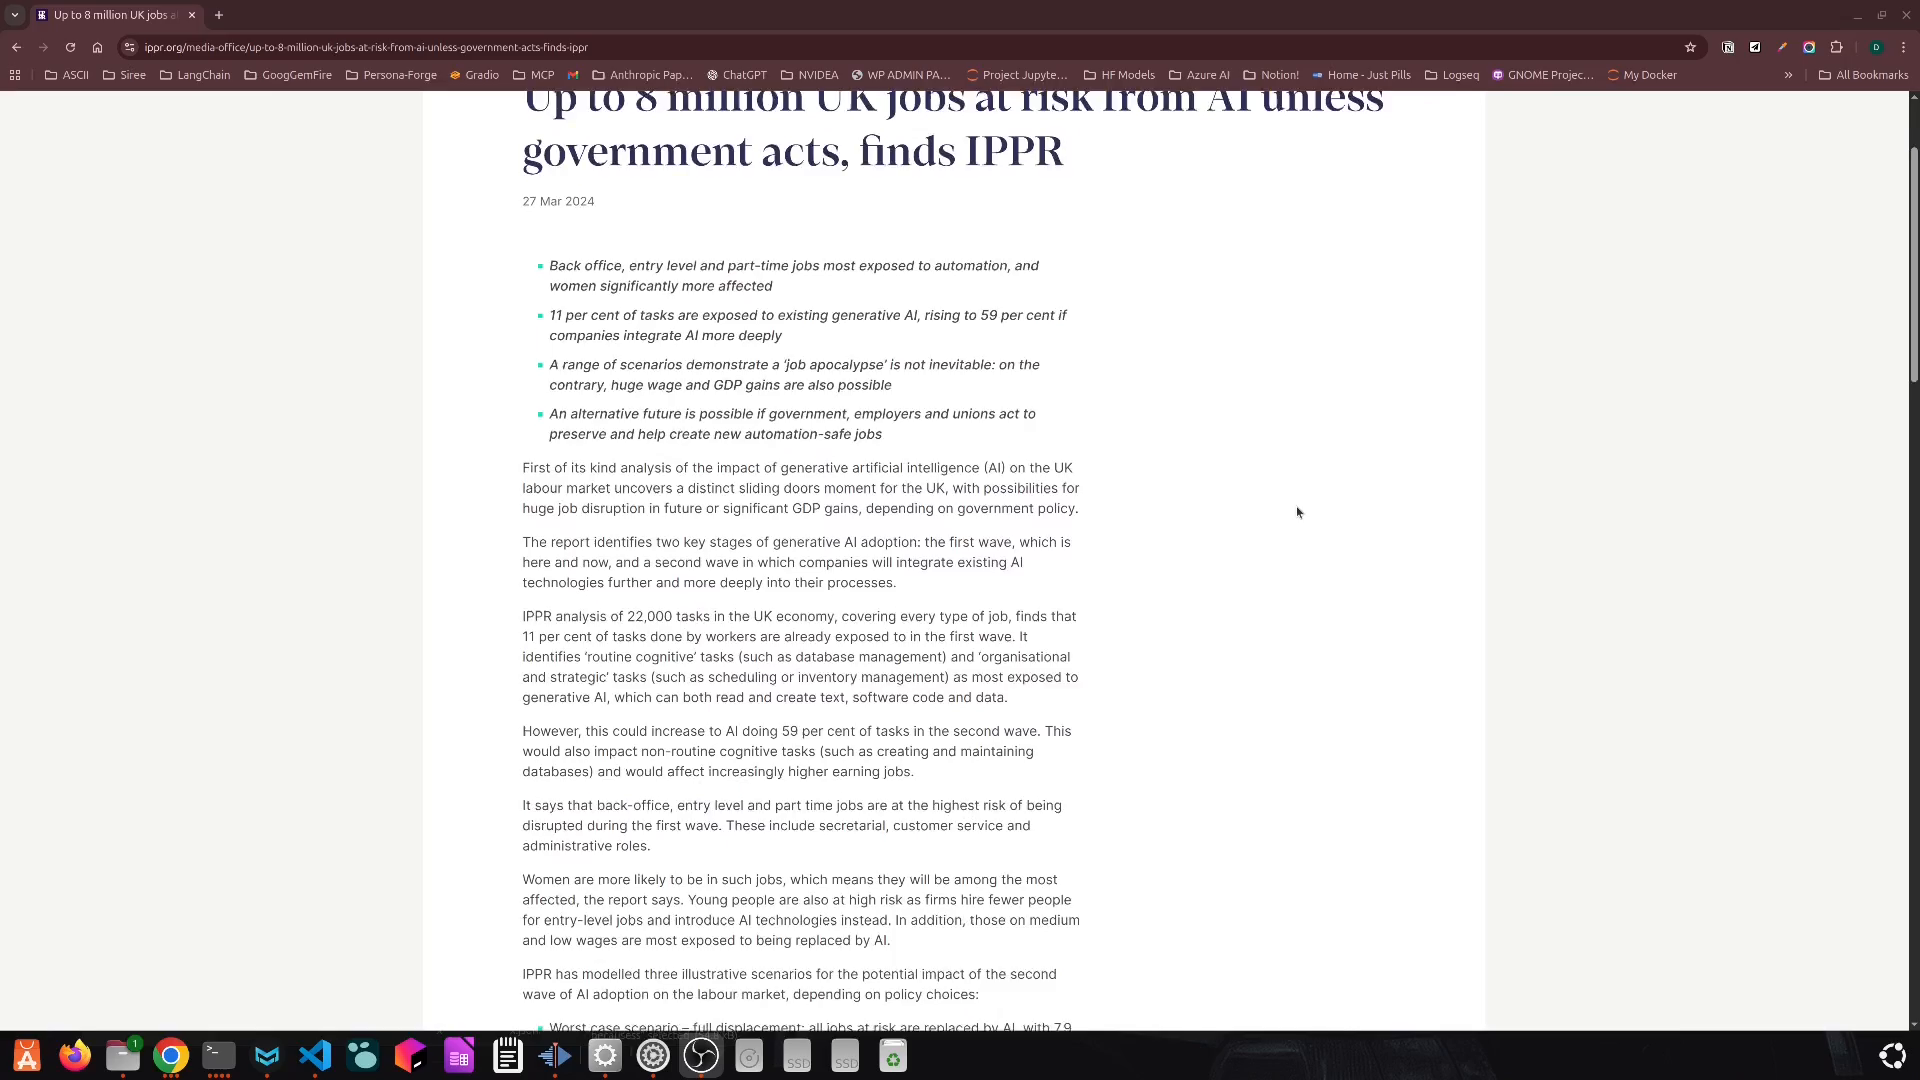 Up to 8 million UK jobs a
ippr.org/media-office/up-to-8-million-uk-jobs-at-risk-from-ai-unless-government-acts-finds-ippr
ASCII Siree LangChain GoogGemFire Persona-Forge Gradio MCP Anthropic Pap... ChatGPT NVIDEA WP ADMIN PA... Project Jupyte... HF Models Azure AI Notion! Home - Just Pills Logseq GNOME Projec... My Docker » All Bookmarks
Up to 8 million UK jobs at risk from AI unless
government acts, finds IPPR
27 Mar 2024
Back office, entry level and part-time jobs most exposed to automation, and
women significantly more affected
11 per cent of tasks are exposed to existing generative AI, rising to 59 per cent if
companies integrate AI more deeply
A range of scenarios demonstrate a ‘job apocalypse’ is not inevitable: on the
contrary, huge wage and GDP gains are also possible
An alternative future is possible if government, employers and unions act to
preserve and help create new automation-safe jobs
First of its kind analysis of the impact of generative artificial intelligence (AI) on the UK
labour market uncovers a distinct sliding doors moment for the UK, with possibilities for
huge job disruption in future or significant GDP gains, depending on government policy.
The report identifies two key stages of generative AI adoption: the first wave, which is
here and now, and a second wave in which companies will integrate existing AI
technologies further and more deeply into their processes.
IPPR analysis of 22,000 tasks in the UK economy, covering every type of job, finds that
11 per cent of tasks done by workers are already exposed to in the first wave. It
identifies ‘routine cognitive’ tasks (such as database management) and ‘organisational
and strategic’ tasks (such as scheduling or inventory management) as most exposed to
generative AI, which can both read and create text, software code and data.
However, this could increase to AI doing 59 per cent of tasks in the second wave. This
would also impact non-routine cognitive tasks (such as creating and maintaining
databases) and would affect increasingly higher earning jobs.
It says that back-office, entry level and part time jobs are at the highest risk of being
disrupted during the first wave. These include secretarial, customer service and
administrative roles.
Women are more likely to be in such jobs, which means they will be among the most
affected, the report says. Young people are also at high risk as firms hire fewer people
for entry-level jobs and introduce AI technologies instead. In addition, those on medium
and low wages are most exposed to being replaced by AI.
IPPR has modelled three illustrative scenarios for the potential impact of the second
wave of AI adoption on the labour market, depending on policy choices:
Worst case scenario – full displacement: all jobs at risk are replaced by AI, with 7.9
1
SSD SSD